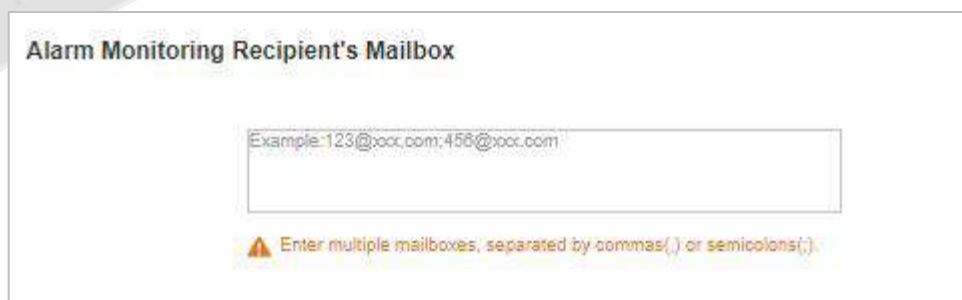 Alarm Monitoring Recipient's Mailbox
Example:123@xxx.com;456@xxx.com
Enter multiple mailboxes, separated by commas(,) or semicolons(;).